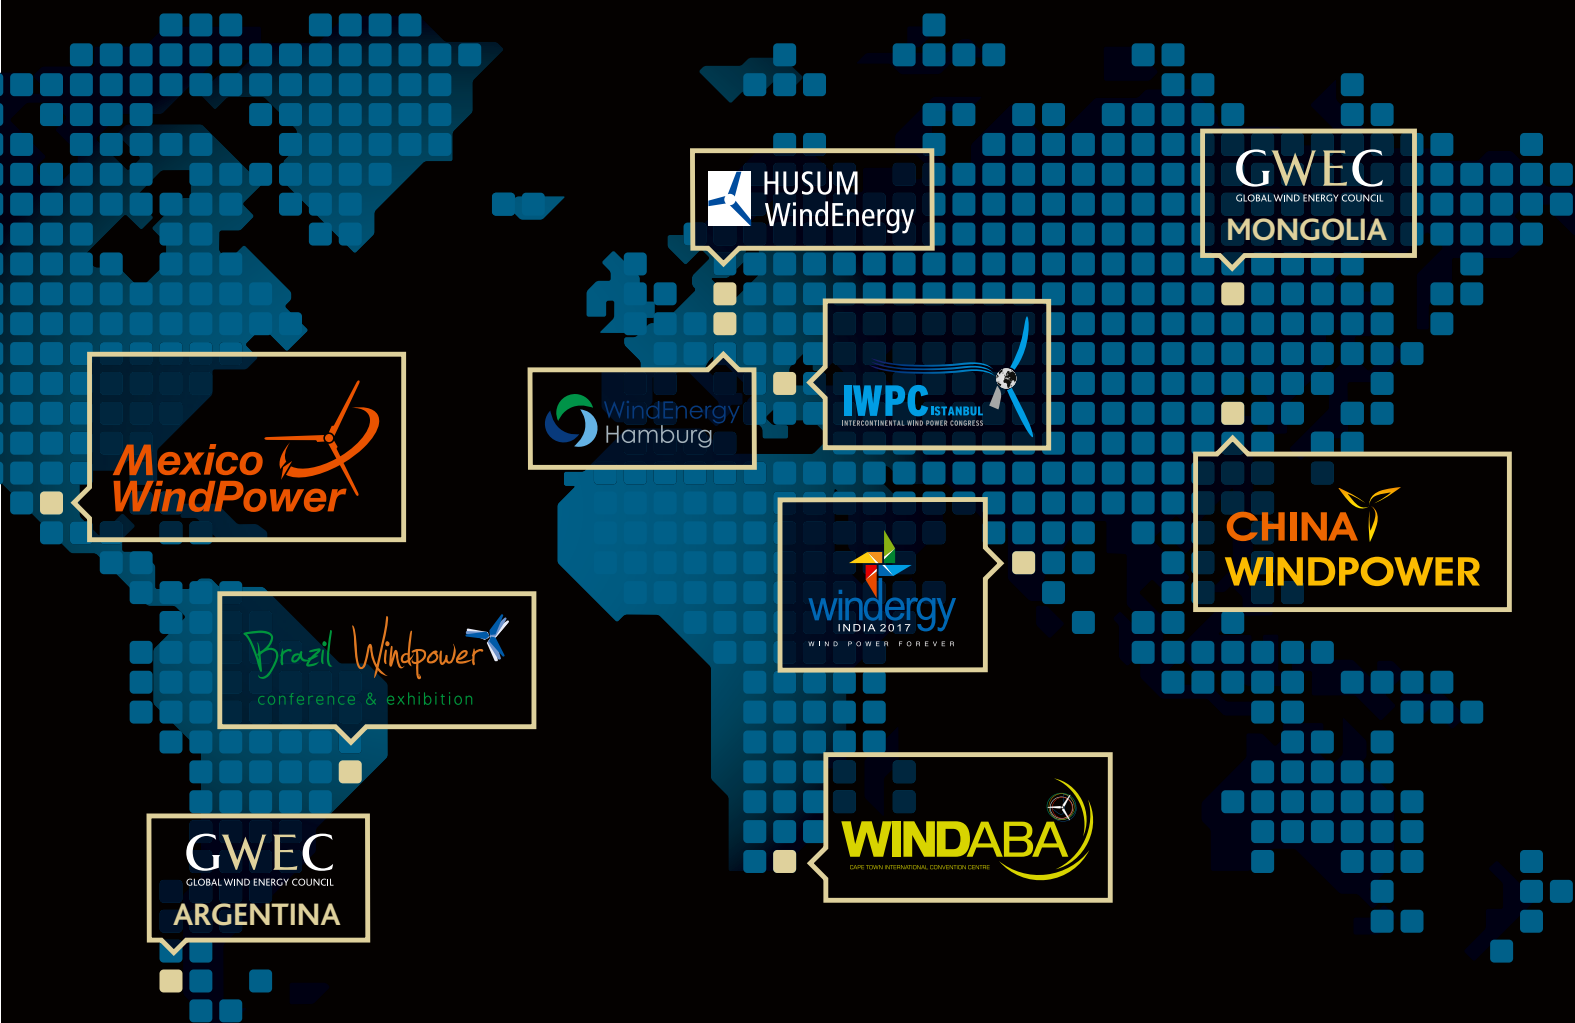 HUSUM
WindEnergy
GWEC
GLOBAL WIND ENERGY COUNCIL
MONGOLIA
IWPC ISTANBUL
INTERCONTINENTAL WIND POWER CONGRESS
WindEnergy
Hamburg
Mexico
WindPower
CHINA
WINDPOWER
windergy
INDIA 2017
WIND POWER FOREVER
Brazil Windpower
conference & exhibition
WINDABA
CAPE TOWN INTERNATIONAL CONVENTION CENTRE
GWEC
GLOBAL WIND ENERGY COUNCIL
ARGENTINA